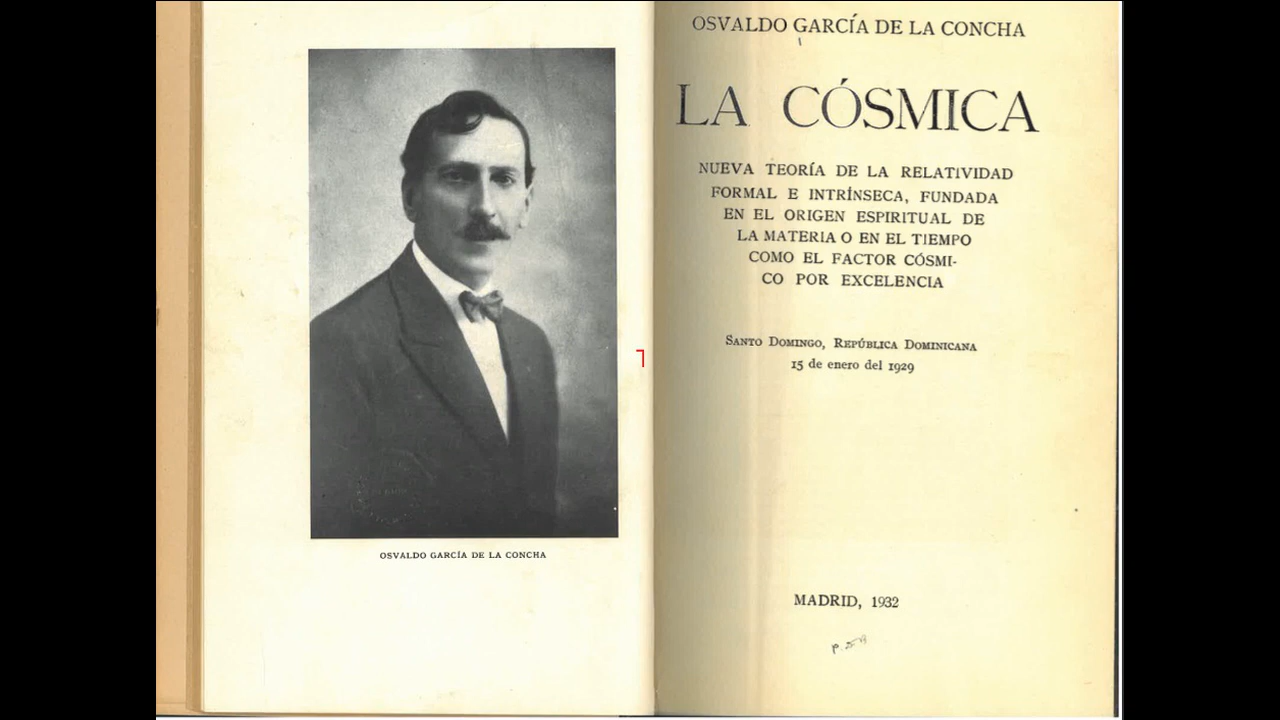 OSVALDO GARCÍA DE LA CONCHA
OSVALDO GARCÍA DE LA CONCHA
LA CÓSMICA
NUEVA TEORÍA DE LA RELATIVIDAD
FORMAL E INTRÍNSECA, FUNDADA
EN EL ORIGEN ESPIRITUAL DE
LA MATERIA O EN EL TIEMPO
COMO EL FACTOR CÓSMI-
CO POR EXCELENCIA
SANTO DOMINGO, REPÚBLICA DOMINICANA
15 de enero del 1929
MADRID, 1932